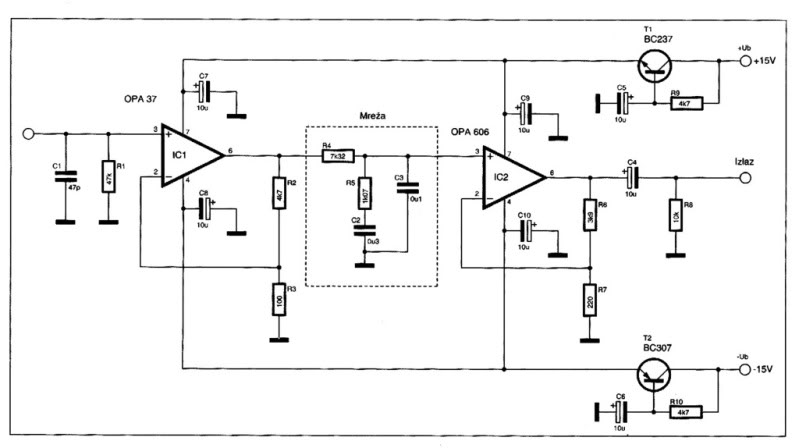 T1
BC237
+Ub
+15V
C7
+
10u
C9
+
10u
C5
+
10u
R9
4k7
OPA 37
Mreža
OPA 606
3
+
7
IC1
6
2
−
4
R4
7k32
3
+
7
IC2
6
2
−
4
C4
+
10u
Izlaz
C1
47p
R1
47k
R2
4k7
R5
1k07
C3
0u1
C2
0u3
R6
3k9
R8
10k
C8
+
10u
C10
+
10u
R3
100
R7
220
T2
BC307
-Ub
-15V
C6
+
10u
R10
4k7